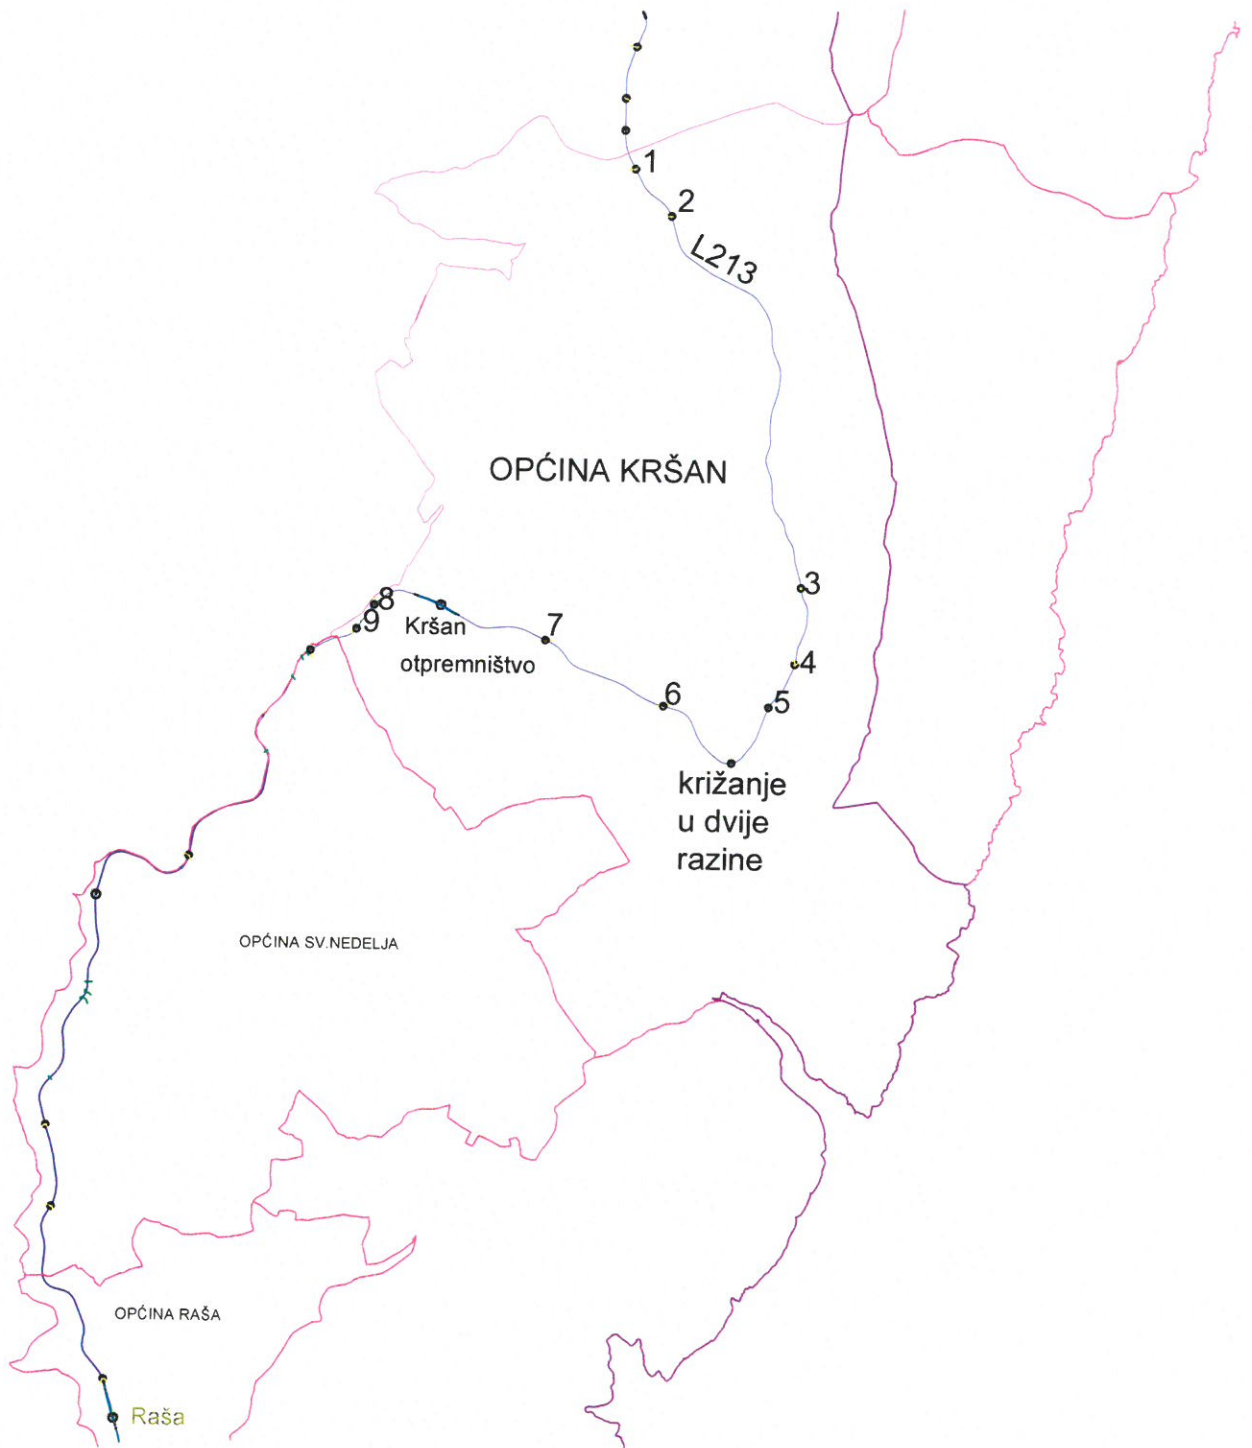 1
2
L213
OPĆINA KRŠAN
3
8
9
Kršan
otpremništvo
7
4
6
5
križanje
u dvije
razine
OPĆINA SV.NEDELJA
OPĆINA RAŠA
Raša